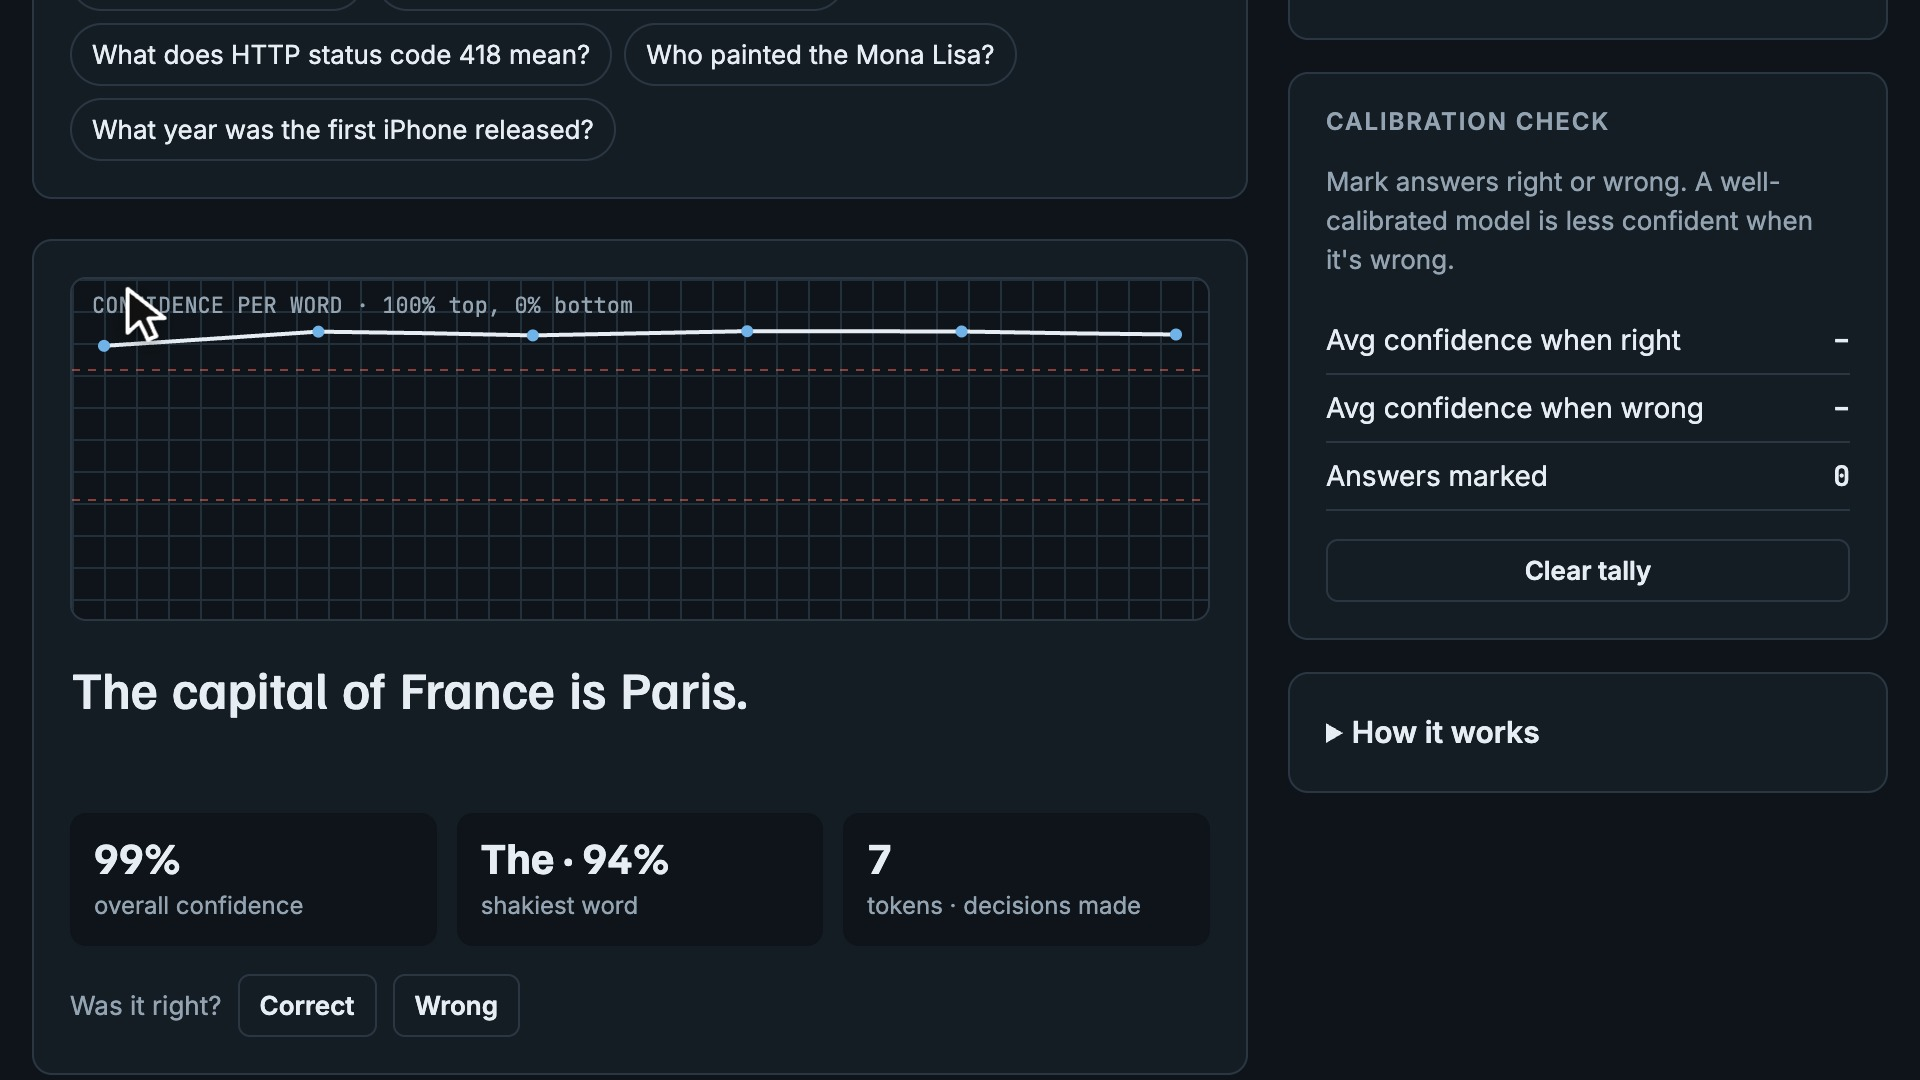 What does HTTP status code 418 mean?
Who painted the Mona Lisa?
What year was the first iPhone released?
CONFIDENCE PER WORD · 100% top, 0% bottom
The capital of France is Paris.
99%
overall confidence
The · 94%
shakiest word
7
tokens · decisions made
Was it right?
Correct
Wrong
CALIBRATION CHECK
Mark answers right or wrong. A well-
calibrated model is less confident when
it's wrong.
Avg confidence when right –
Avg confidence when wrong –
Answers marked 0
Clear tally
How it works